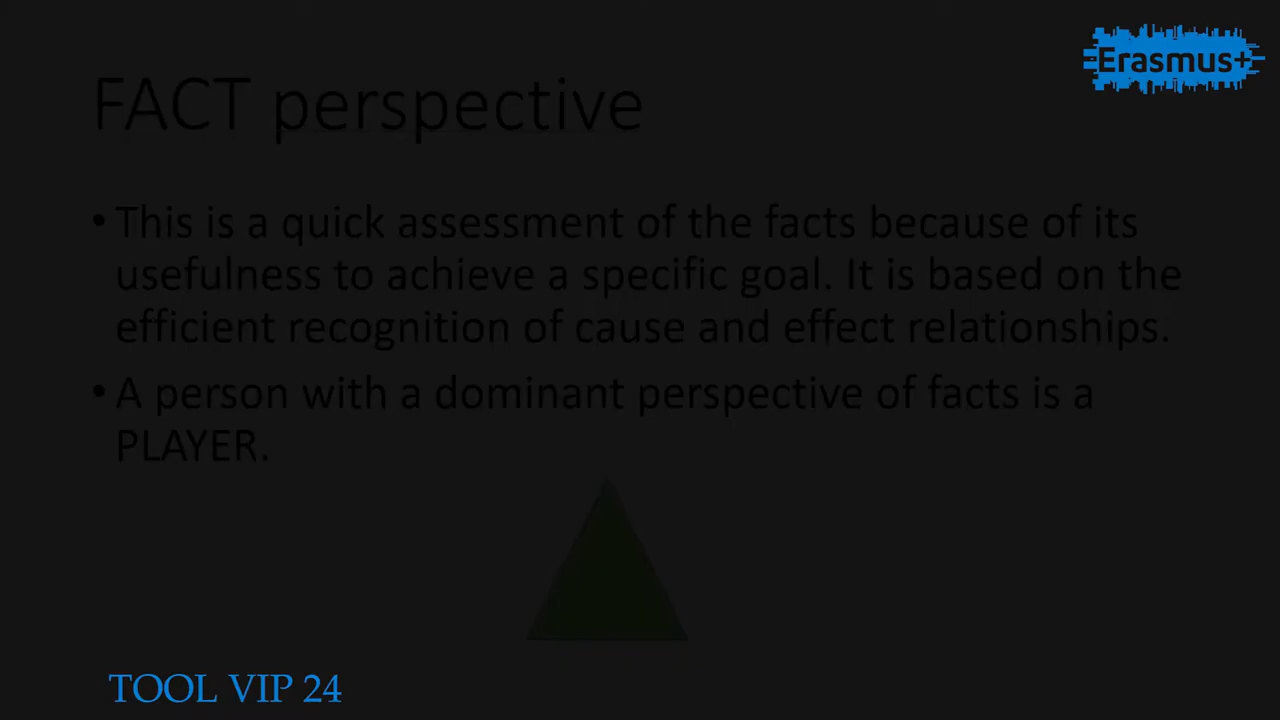 Erasmus+
FACT perspective
• This is a quick assessment of the facts because of its
usefulness to achieve a specific goal. It is based on the
efficient recognition of cause and effect relationships.
• A person with a dominant perspective of facts is a
PLAYER.
TOOL VIP 24